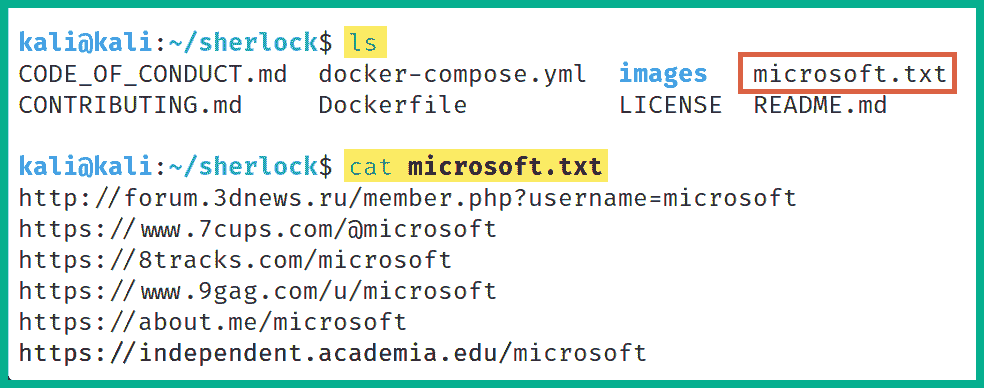 kali@kali:~/sherlock$ ls
CODE_OF_CONDUCT.md docker-compose.yml images microsoft.txt
CONTRIBUTING.md Dockerfile LICENSE README.md
kali@kali:~/sherlock$ cat microsoft.txt
http://forum.3dnews.ru/member.php?username=microsoft
https://www.7cups.com/@microsoft
https://8tracks.com/microsoft
https://www.9gag.com/u/microsoft
https://about.me/microsoft
https://independent.academia.edu/microsoft